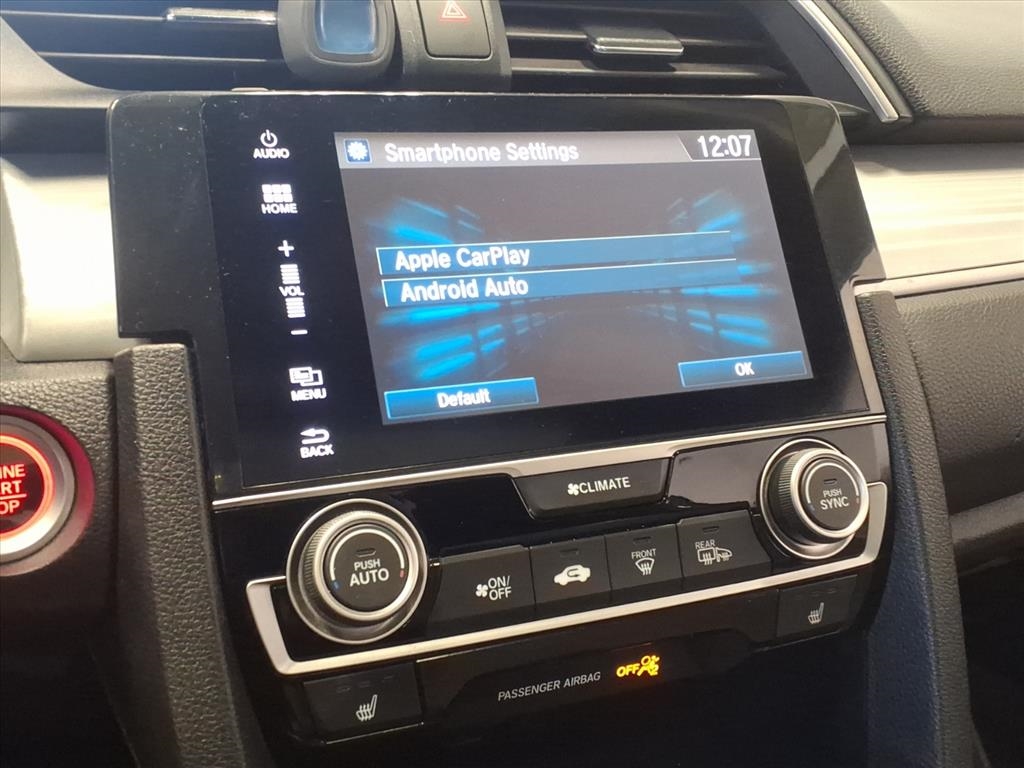 AUDIO
HOME
+
VOL
−
MENU
BACK
Smartphone Settings
12:07
Apple CarPlay
Android Auto
Default
OK
CLIMATE
PUSH
AUTO
ON/
OFF
FRONT
REAR
PUSH
SYNC
PASSENGER AIRBAG
OFF